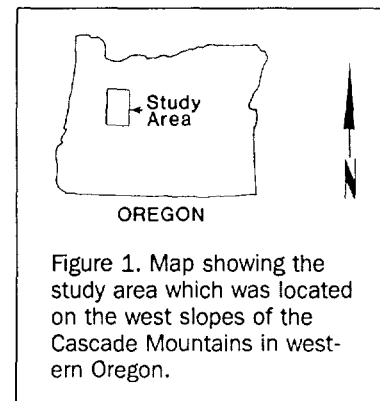 Study
Area
N
OREGON
Figure 1. Map showing the
study area which was located
on the west slopes of the
Cascade Mountains in west-
ern Oregon.